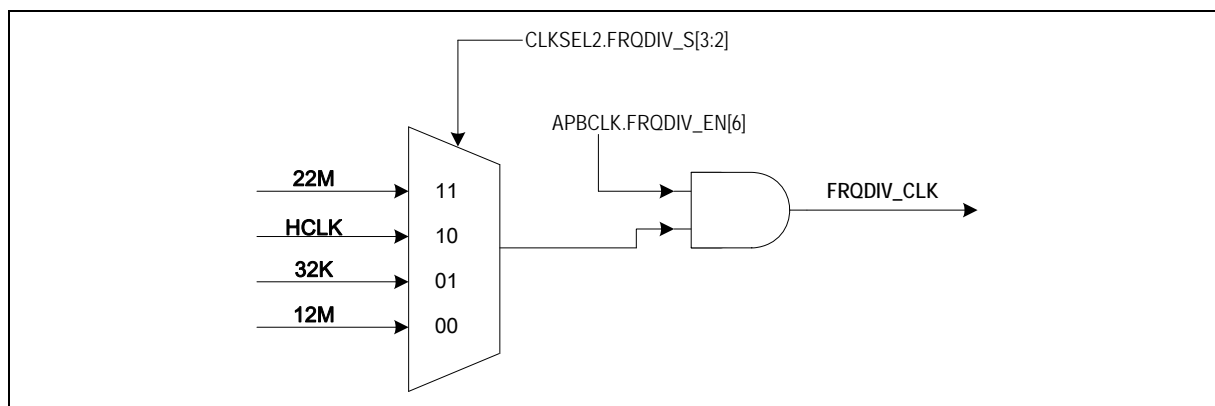 CLKSEL2.FRQDIV_S[3:2]
APBCLK.FRQDIV_EN[6]
22M
11
FRQDIV_CLK
HCLK
10
32K
01
12M
00